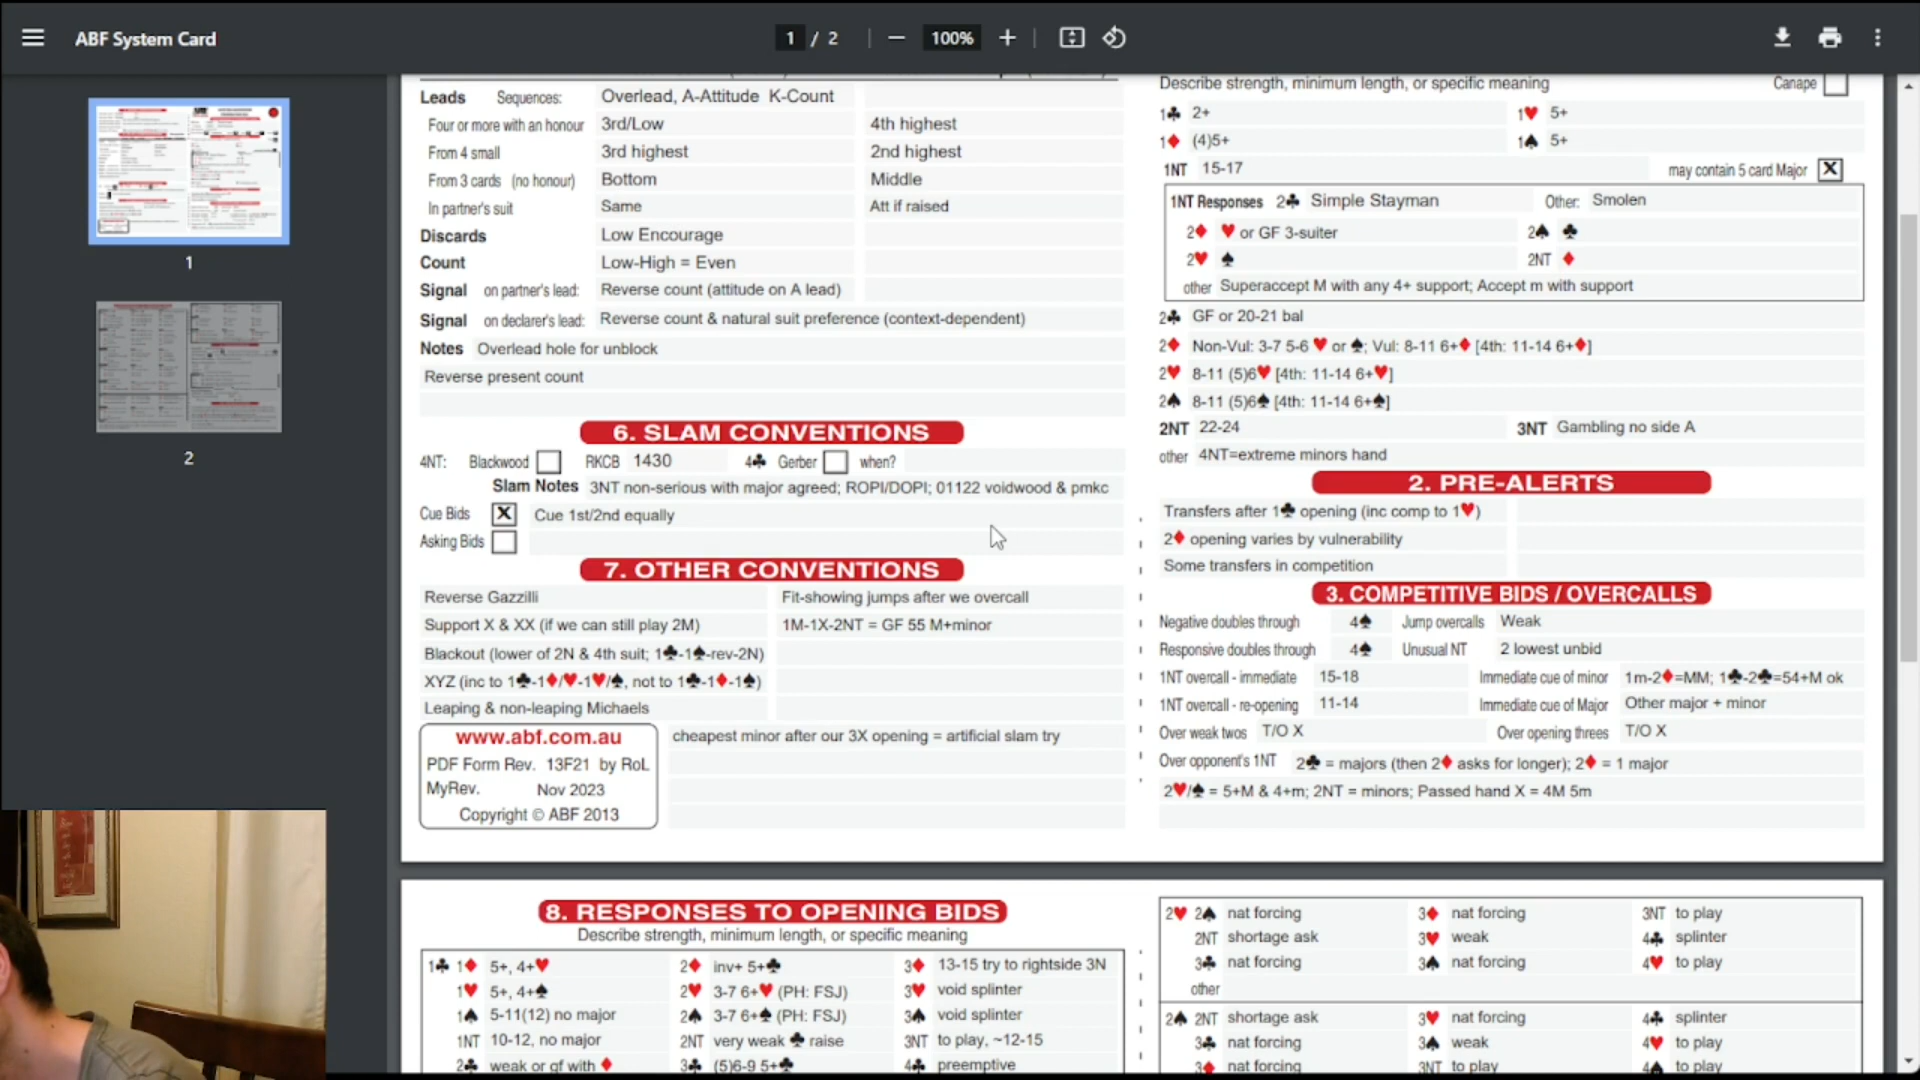 ABF System Card
1 / 2
100%
1
2
Leads Sequences: Overlead, A-Attitude K-Count
Four or more with an honour 3rd/Low 4th highest
From 4 small 3rd highest 2nd highest
From 3 cards (no honour) Bottom Middle
In partner's suit Same Att if raised
Discards Low Encourage
Count Low-High = Even
Signal on partner's lead: Reverse count (attitude on A lead)
Signal on declarer's lead: Reverse count & natural suit preference (context-dependent)
Notes Overlead hole for unblock
Reverse present count
6. SLAM CONVENTIONS
4NT: Blackwood RKCB 1430 4♣ Gerber when?
Slam Notes 3NT non-serious with major agreed; ROPI/DOPI; 01122 voidwood & pmkc
Cue Bids X Cue 1st/2nd equally
Asking Bids
7. OTHER CONVENTIONS
Reverse Gazzilli Fit-showing jumps after we overcall
Support X & XX (if we can still play 2M) 1M-1X-2NT = GF 55 M+minor
Blackout (lower of 2N & 4th suit; 1♣-1♠-rev-2N)
XYZ (inc to 1♣-1♦/♥-1♥/♠, not to 1♣-1♦-1♠)
Leaping & non-leaping Michaels
www.abf.com.au
PDF Form Rev. 13F21 by RoL
MyRev. Nov 2023
Copyright © ABF 2013
cheapest minor after our 3X opening = artificial slam try
Describe strength, minimum length, or specific meaning Canape
1♣ 2+ 1♥ 5+
1♦ (4)5+ 1♠ 5+
1NT 15-17 may contain 5 card Major X
1NT Responses 2♣ Simple Stayman Other: Smolen
2♦ ♥ or GF 3-suiter 2♠ ♣
2♥ ♠ 2NT ♦
other Superaccept M with any 4+ support; Accept m with support
2♣ GF or 20-21 bal
2♦ Non-Vul: 3-7 5-6 ♥ or ♠; Vul: 8-11 6+♦ [4th: 11-14 6+♦]
2♥ 8-11 (5)6♥ [4th: 11-14 6+♥]
2♠ 8-11 (5)6♠ [4th: 11-14 6+♠]
2NT 22-24 3NT Gambling no side A
other 4NT=extreme minors hand
2. PRE-ALERTS
Transfers after 1♣ opening (inc comp to 1♥)
2♦ opening varies by vulnerability
Some transfers in competition
3. COMPETITIVE BIDS / OVERCALLS
Negative doubles through 4♠ Jump overcalls Weak
Responsive doubles through 4♠ Unusual NT 2 lowest unbid
1NT overcall - immediate 15-18 Immediate cue of minor 1m-2♦=MM; 1♣-2♣=54+M ok
1NT overcall - re-opening 11-14 Immediate cue of Major Other major + minor
Over weak twos T/O X Over opening threes T/O X
Over opponent's 1NT 2♣ = majors (then 2♦ asks for longer); 2♦ = 1 major
2♥/♠ = 5+M & 4+m; 2NT = minors; Passed hand X = 4M 5m
8. RESPONSES TO OPENING BIDS
Describe strength, minimum length, or specific meaning
1♣ 1♦ 5+, 4+♥ 2♦ inv+ 5+♣ 3♦ 13-15 try to rightside 3N
1♥ 5+, 4+♠ 2♥ 3-7 6+♥ (PH: FSJ) 3♥ void splinter
1♠ 5-11(12) no major 2♠ 3-7 6+♠ (PH: FSJ) 3♠ void splinter
1NT 10-12, no major 2NT very weak ♣ raise 3NT to play, ~12-15
2♣ weak or gf with ♦ 3♣ (5)6-9 5+♣ 4♣ preemptive
2♥ 2♠ nat forcing 3♦ nat forcing 3NT to play
2NT shortage ask 3♥ weak 4♣ splinter
3♣ nat forcing 3♠ nat forcing 4♥ to play
other
2♠ 2NT shortage ask 3♥ nat forcing 4♣ splinter
3♣ nat forcing 3♠ weak 4♥ to play
3♦ nat forcing 3NT to play 4♠ to play